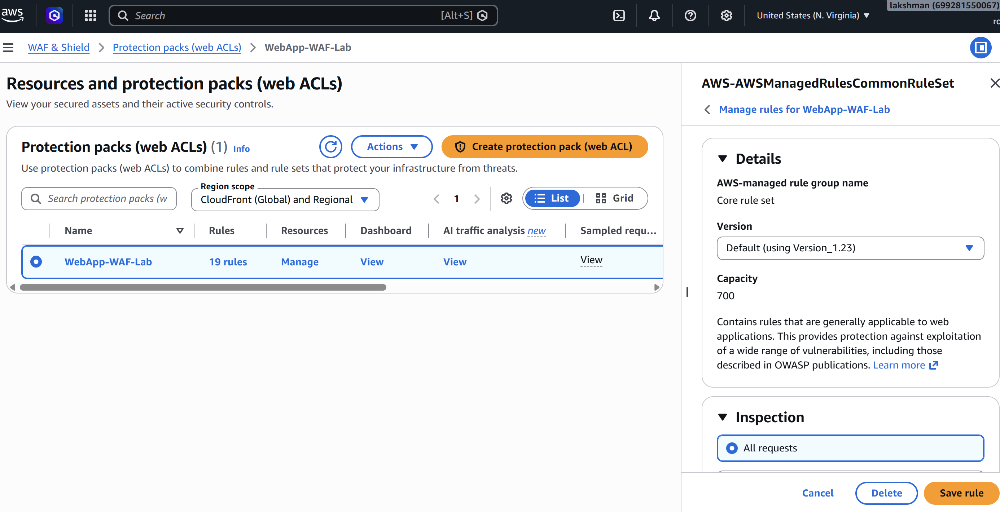 aws
Search
[Alt+S]
United States (N. Virginia)
lakshman (699281550067)
WAF & Shield
Protection packs (web ACLs)
WebApp-WAF-Lab
Resources and protection packs (web ACLs)
View your secured assets and their active security controls.
Protection packs (web ACLs) (1) Info
Actions
Create protection pack (web ACL)
Use protection packs (web ACLs) to combine rules and rule sets that protect your infrastructure from threats.
Search protection packs (w
Region scope
CloudFront (Global) and Regional
1
List
Grid
Name
Rules
Resources
Dashboard
AI traffic analysis new
Sampled requ...
WebApp-WAF-Lab
19 rules
Manage
View
View
View
AWS-AWSManagedRulesCommonRuleSet
Manage rules for WebApp-WAF-Lab
Details
AWS-managed rule group name
Core rule set
Version
Default (using Version_1.23)
Capacity
700
Contains rules that are generally applicable to web
applications. This provides protection against exploitation
of a wide range of vulnerabilities, including those
described in OWASP publications. Learn more
Inspection
All requests
Cancel
Delete
Save rule